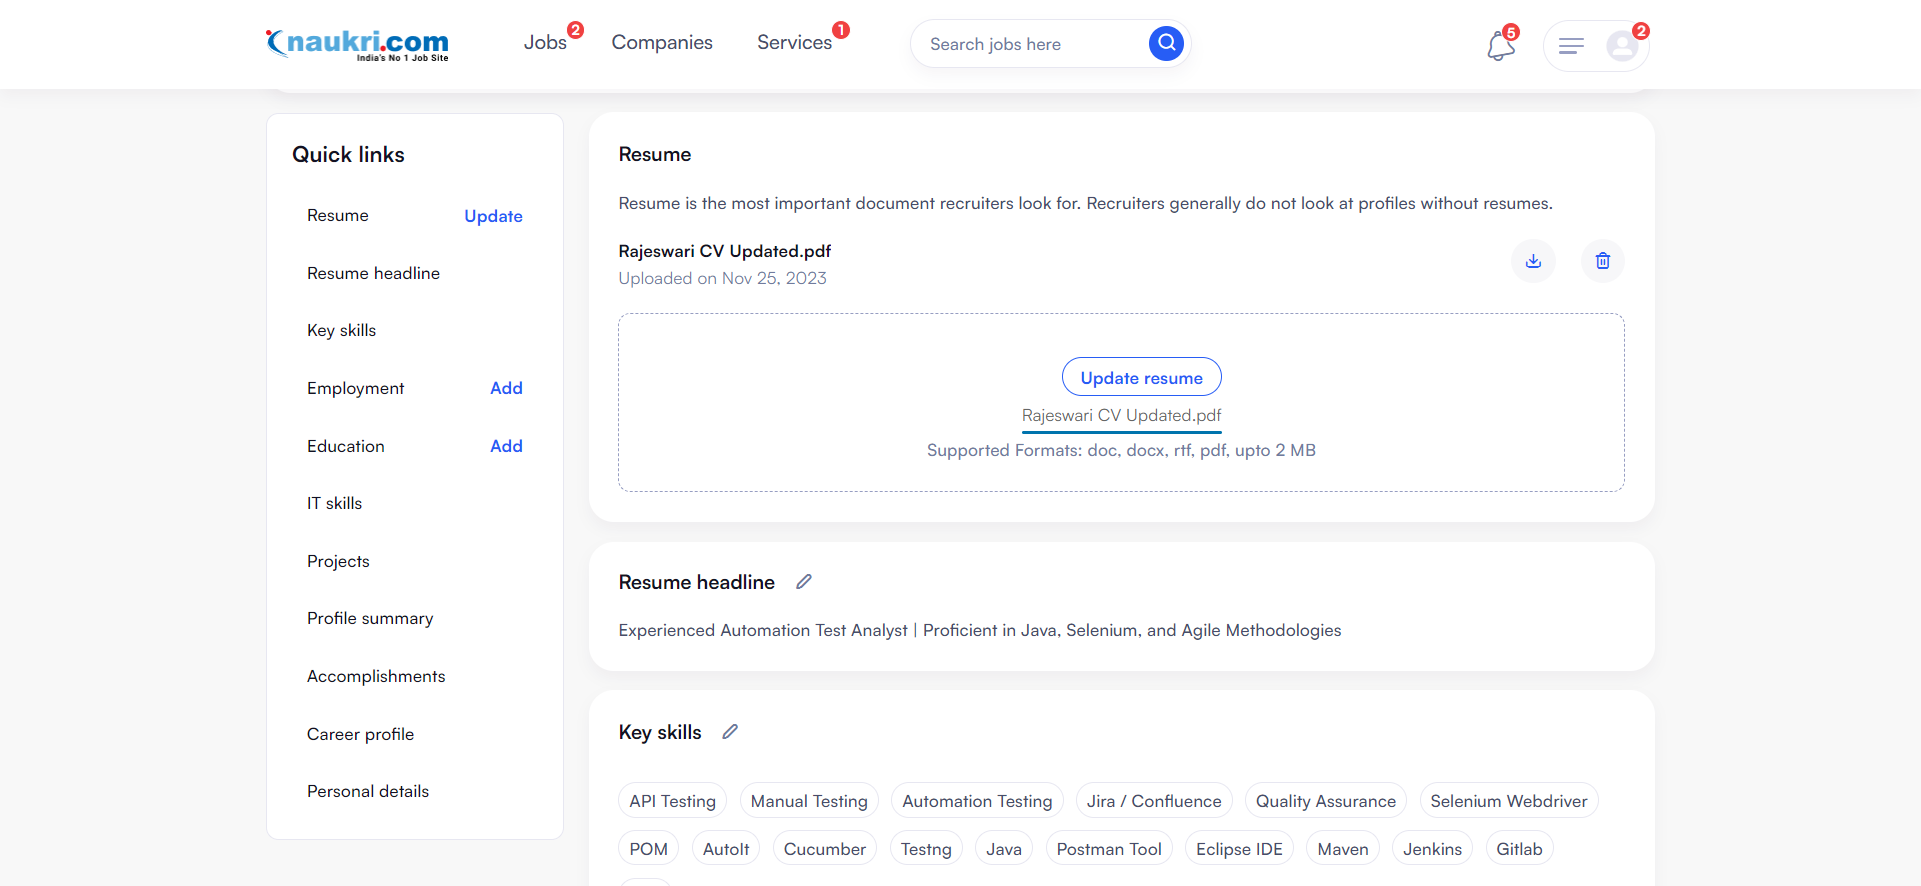 naukri.com
India's No 1 Job Site
Jobs 2
Companies
Services 1
Search jobs here
5
2
Quick links
Resume Update
Resume headline
Key skills
Employment Add
Education Add
IT skills
Projects
Profile summary
Accomplishments
Career profile
Personal details
Resume
Resume is the most important document recruiters look for. Recruiters generally do not look at profiles without resumes.
Rajeswari CV Updated.pdf
Uploaded on Nov 25, 2023
Update resume
Rajeswari CV Updated.pdf
Supported Formats: doc, docx, rtf, pdf, upto 2 MB
Resume headline
Experienced Automation Test Analyst | Proficient in Java, Selenium, and Agile Methodologies
Key skills
API Testing Manual Testing Automation Testing Jira / Confluence Quality Assurance Selenium Webdriver
POM AutoIt Cucumber Testng Java Postman Tool Eclipse IDE Maven Jenkins Gitlab